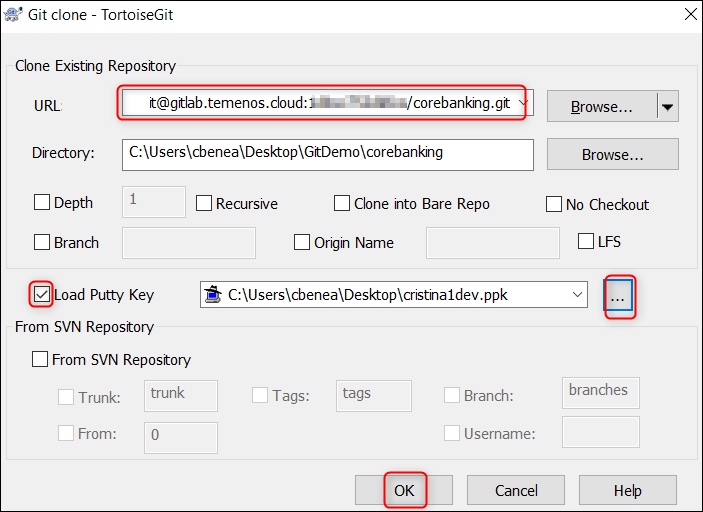 Git clone - TortoiseGit
Clone Existing Repository
URL: it@gitlab.temenos.cloud:1 /corebanking.git Browse...
Directory: C:\Users\cbenea\Desktop\GitDemo\corebanking Browse...
Depth 1 Recursive Clone into Bare Repo No Checkout
Branch Origin Name LFS
Load Putty Key C:\Users\cbenea\Desktop\cristina1dev.ppk ...
From SVN Repository
From SVN Repository
Trunk: trunk Tags: tags Branch: branches
From: 0 Username:
OK Cancel Help